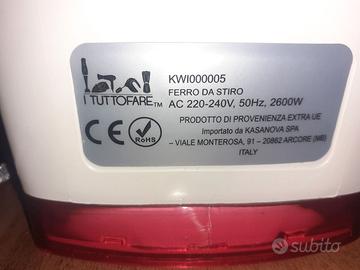 I TUTTOFARE™
KWI000005
FERRO DA STIRO
AC 220-240V, 50Hz, 2600W
PRODOTTO DI PROVENIENZA EXTRA UE
Importato da KASANOVA SPA
– VIALE MONTEROSA, 91 – 20862 ARCORE (MB)
ITALY
CE
RoHS
subito